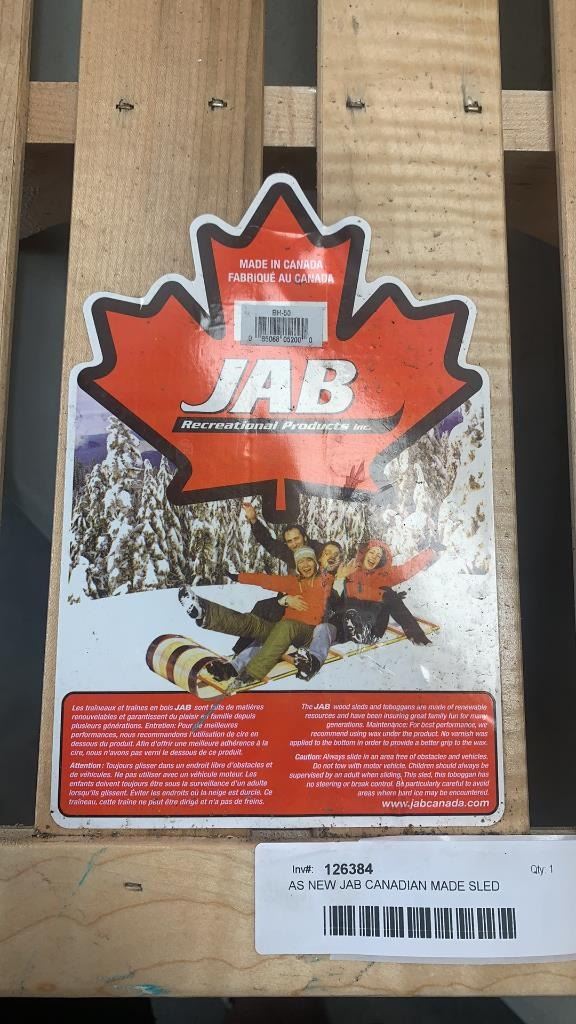 MADE IN CANADA
FABRIQUÉ AU CANADA
BH-50
JAB
Recreational Products Inc.
Les traîneaux et traînes en bois JAB sont faits de matières
renouvelables et garantissent du plaisir en famille depuis
plusieurs générations. Entretien: Pour de meilleures
performances, nous recommandons l'utilisation de cire en
dessous du produit. Afin d'offrir une meilleure adhérence à la
cire, nous n'avons pas verni le dessous de ce produit.
Attention: Toujours glisser dans un endroit libre d'obstacles et
de véhicules. Ne pas utiliser avec un véhicule moteur. Les
enfants doivent toujours être sous la surveillance d'un adulte
lorsqu'ils glissent. Éviter les endroits où la neige est durcie. Ce
traîneau, cette traîne ne peut être dirigé et n'a pas de freins.
The JAB wood sleds and toboggans are made of renewable
resources and have been insuring great family fun for many
generations. Maintenance: For best performance, we
recommend using wax under the product. No varnish was
applied to the bottom in order to provide a better grip to the wax.
Caution: Always slide in an area free of obstacles and vehicles.
Do not tow with motor vehicle. Children should always be
supervised by an adult when sliding. This sled, this toboggan has
no steering or break control. Be particularly careful to avoid
areas where hard ice may be encountered.
www.jabcanada.com
Inv#: 126384 Qty: 1
AS NEW JAB CANADIAN MADE SLED